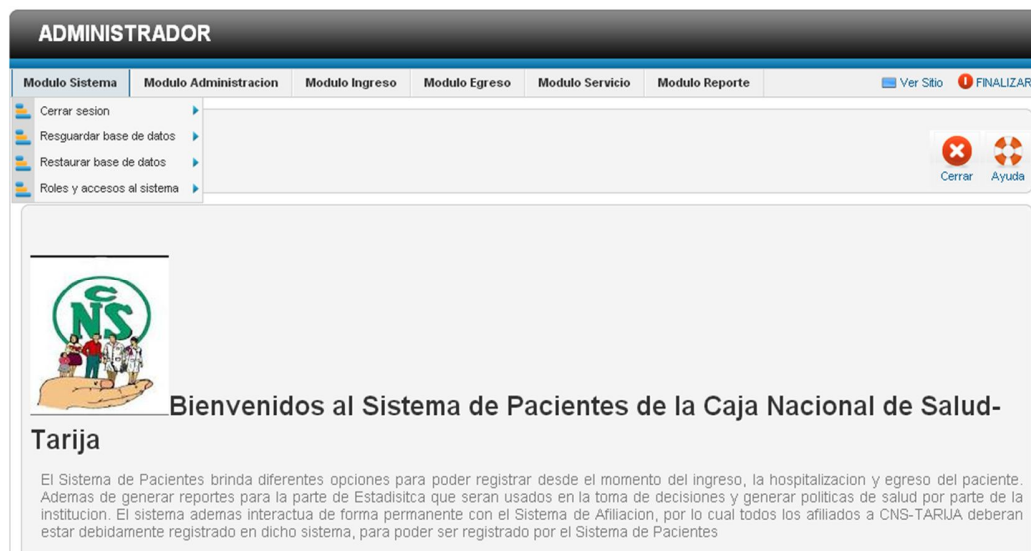 ADMINISTRADOR
Modulo Sistema Modulo Administracion Modulo Ingreso Modulo Egreso Modulo Servicio Modulo Reporte Ver Sitio FINALIZAR
Cerrar sesion
Resguardar base de datos
Restaurar base de datos
Roles y accesos al sistema
Cerrar Ayuda
CNS
Bienvenidos al Sistema de Pacientes de la Caja Nacional de Salud-
Tarija
El Sistema de Pacientes brinda diferentes opciones para poder registrar desde el momento del ingreso, la hospitalizacion y egreso del paciente.
Ademas de generar reportes para la parte de Estadisitca que seran usados en la toma de decisiones y generar politicas de salud por parte de la
institucion. El sistema ademas interactua de forma permanente con el Sistema de Afiliacion, por lo cual todos los afiliados a CNS-TARIJA deberan
estar debidamente registrado en dicho sistema, para poder ser registrado por el Sistema de Pacientes